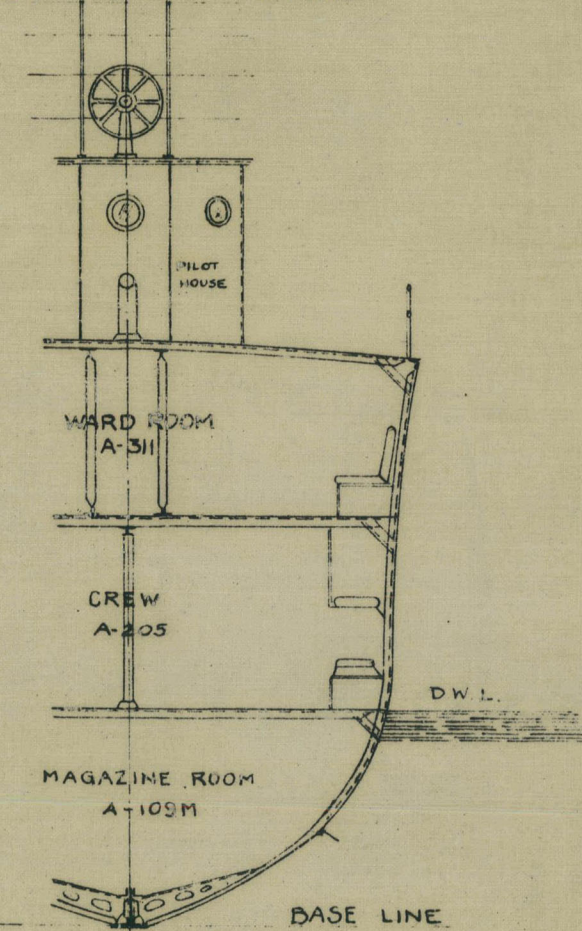 PILOT
HOUSE
WARD ROOM
A-311
CREW
A-205
D.W.L.
MAGAZINE ROOM
A-109M
BASE LINE